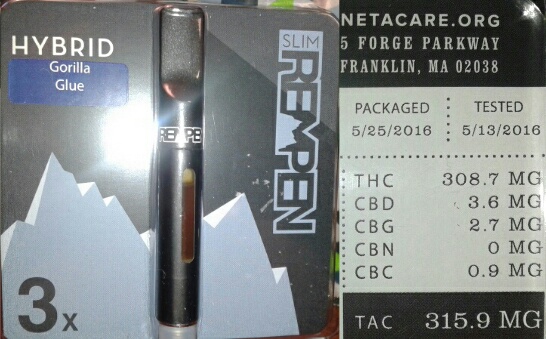 HYBRID
Gorilla
Glue
SLIM
REMPEN
REMPE
3x
NETACARE.ORG
5 FORGE PARKWAY
FRANKLIN, MA 02038
PACKAGED TESTED
5/25/2016 5/13/2016
THC 308.7 MG
CBD 3.6 MG
CBG 2.7 MG
CBN 0 MG
CBC 0.9 MG
TAC 315.9 MG